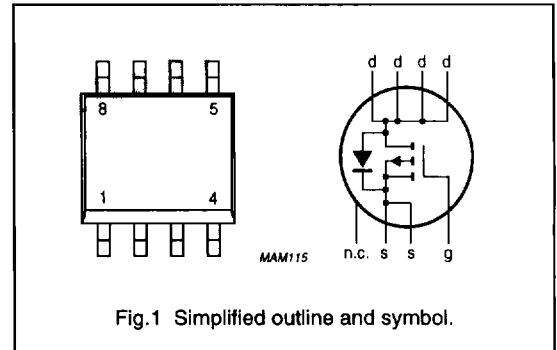 d d d d
8 5
1 4
MAM115
n.c. s s g
Fig.1 Simplified outline and symbol.